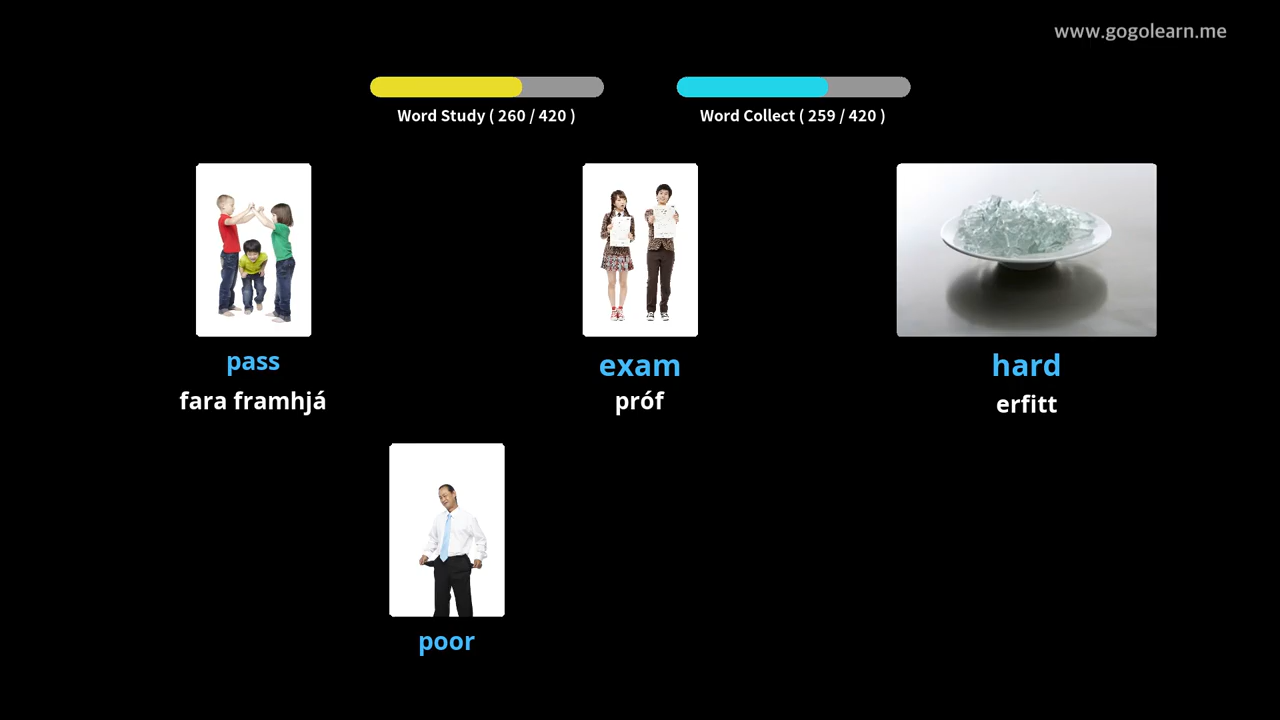 www.gogolearn.me
Word Study ( 260 / 420 )
Word Collect ( 259 / 420 )
pass
fara framhjá
exam
próf
hard
erfitt
poor